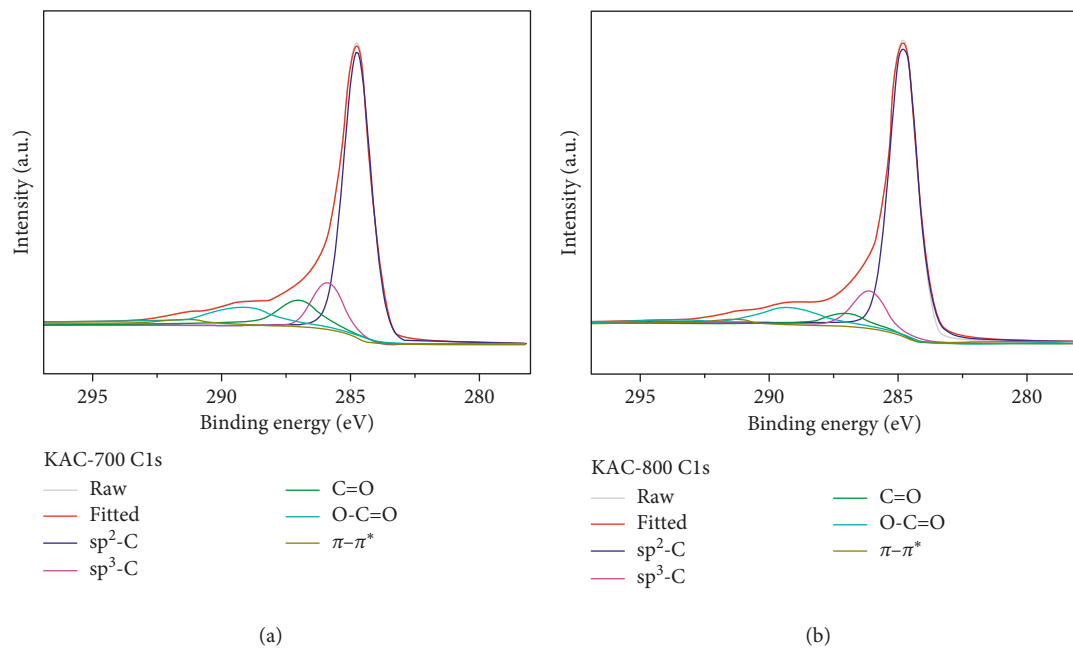 Intensity (a.u.)
295 290 285 280
Binding energy (eV)
KAC-700 C1s
Raw
Fitted
sp²-C
sp³-C
C=O
O-C=O
π–π*
(a)
Intensity (a.u.)
295 290 285 280
Binding energy (eV)
KAC-800 C1s
Raw
Fitted
sp²-C
sp³-C
C=O
O-C=O
π–π*
(b)